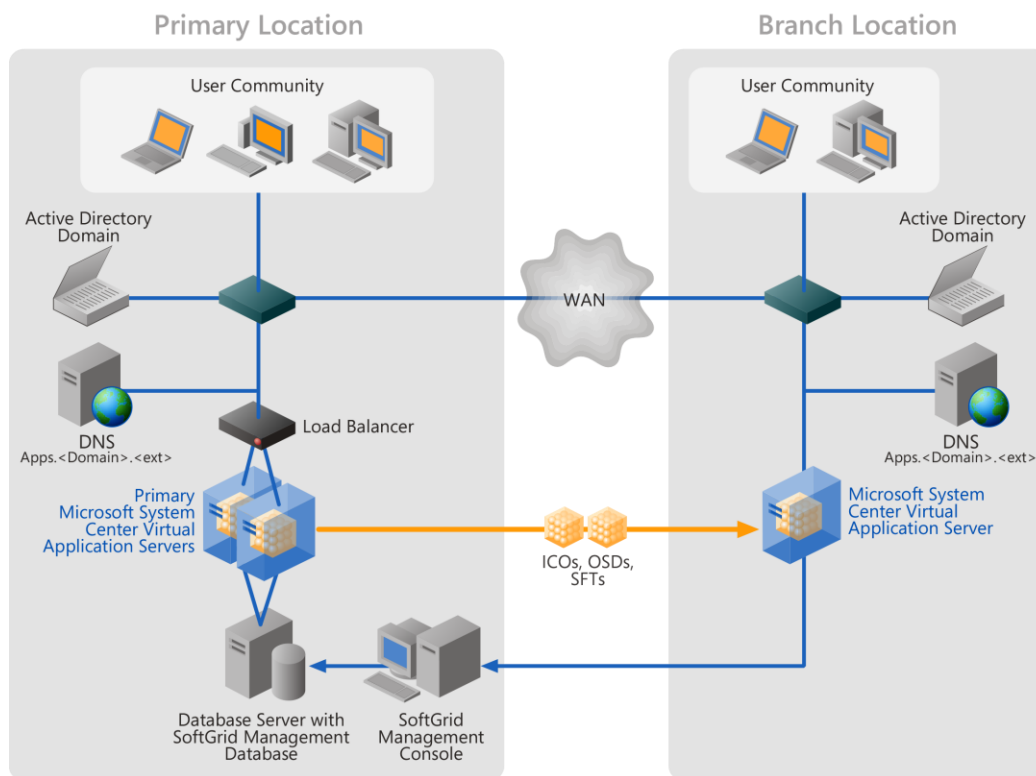 Primary Location
Branch Location
User Community
User Community
Active Directory
Domain
WAN
Active Directory
Domain
DNS
Apps.<Domain>.<ext>
Load Balancer
DNS
Apps.<Domain>.<ext>
Primary
Microsoft System
Center Virtual
Application Servers
ICOs, OSDs,
SFTs
Microsoft System
Center Virtual
Application Server
Database Server with
SoftGrid Management
Database
SoftGrid
Management
Console